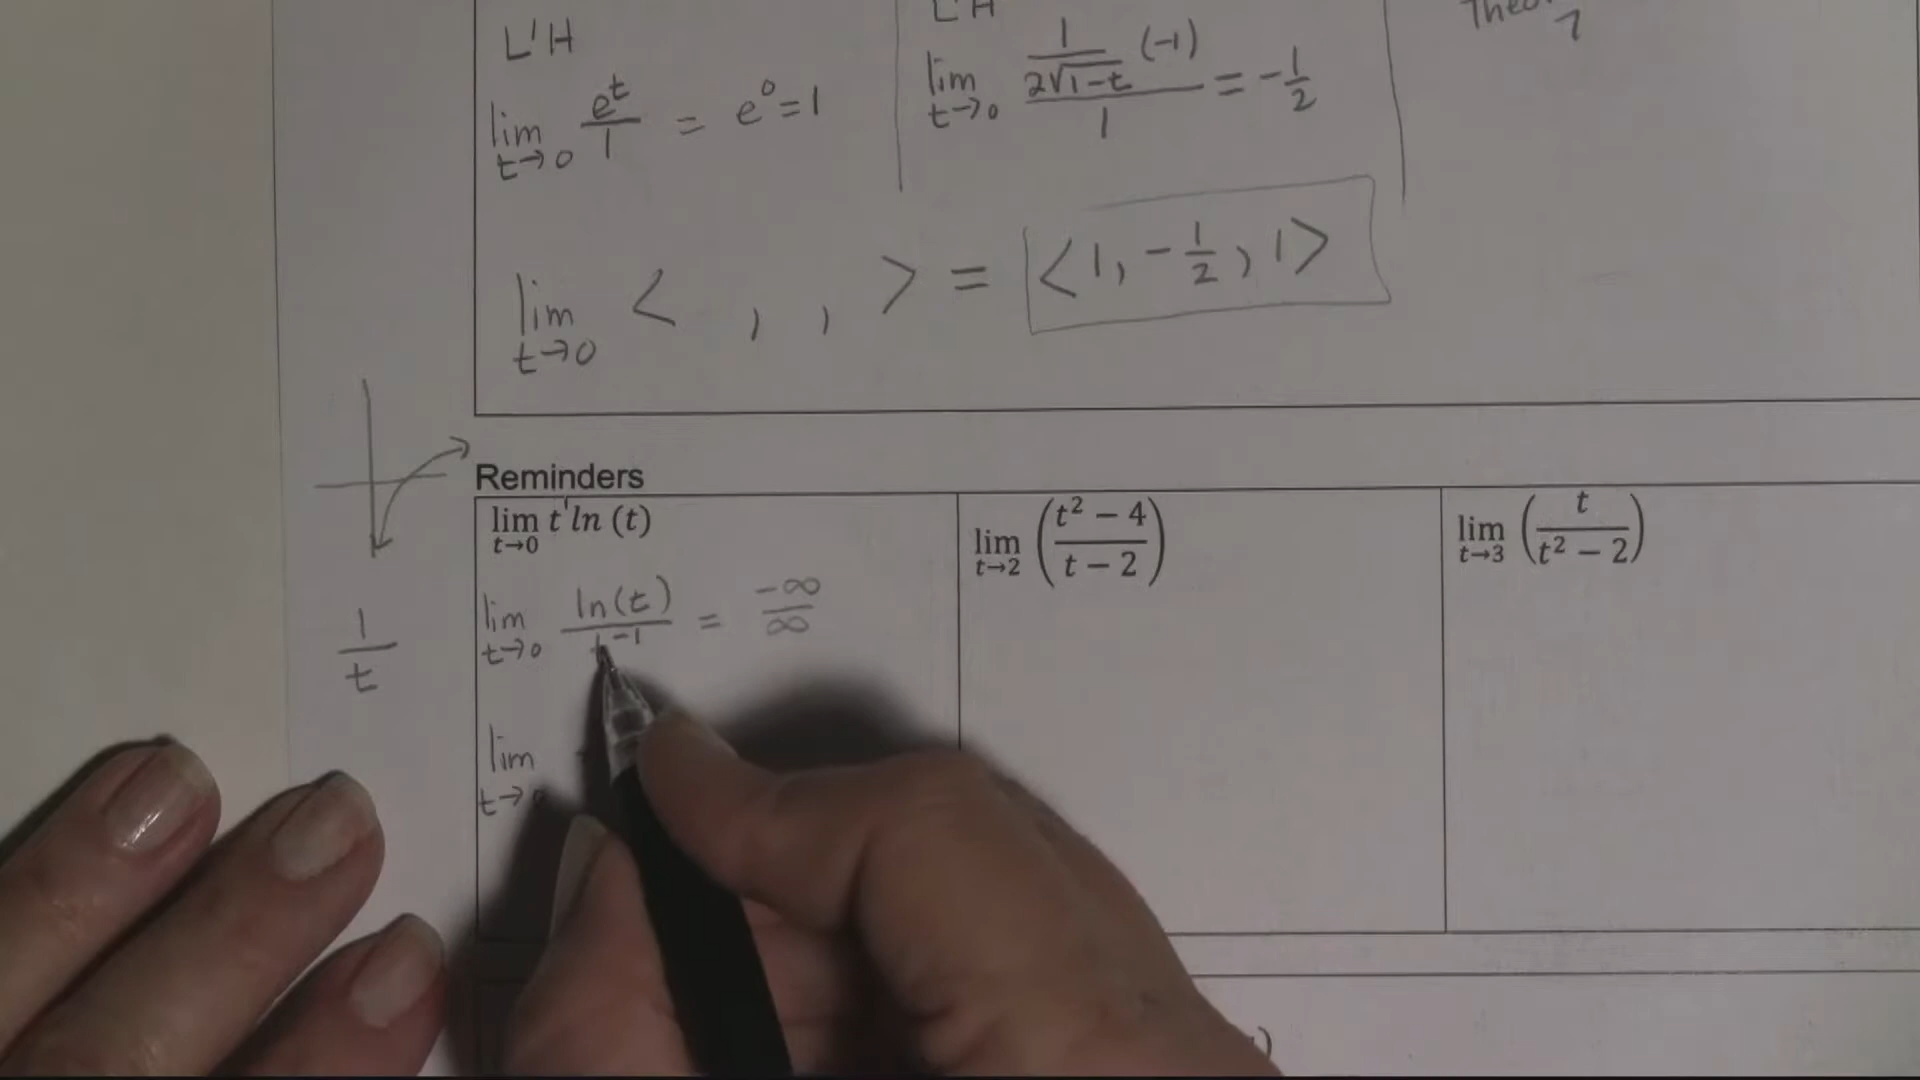 L'H
lim t→0 e^t/1 = e^0 = 1
L'H
lim t→0 (1/(2√(1-t)) (-1))/1 = -1/2
7
lim t→0 < , , > = <1, -1/2, 1>
Reminders
lim t→0 t^1 ln (t)
lim t→0 ln(t)/t^-1 = -∞/∞
1/t
lim t→0
lim t→2 ((t² − 4)/(t − 2))
lim t→3 (t/(t² − 2))